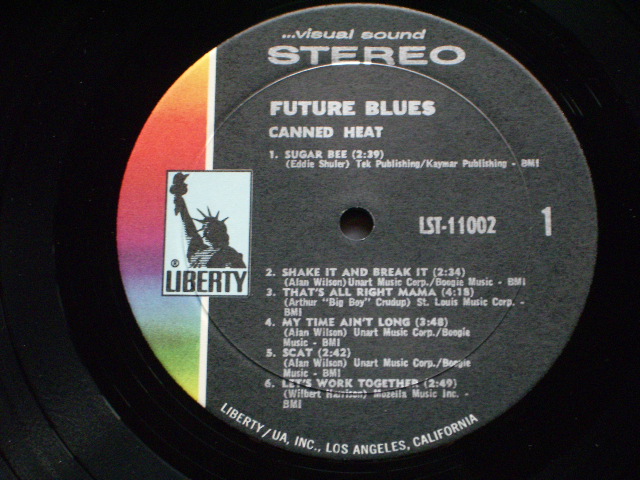 ...visual sound
STEREO
FUTURE BLUES
CANNED HEAT
1. SUGAR BEE (2:39)
(Eddie Shuler) Tek Publishing/Kaymar Publishing - BMI
LST-11002 1
® LIBERTY
2. SHAKE IT AND BREAK IT (2:34)
(Alan Wilson) Unart Music Corp./Boogie Music - BMI
3. THAT'S ALL RIGHT MAMA (4:18)
(Arthur "Big Boy" Crudup) St. Louis Music Corp. -
BMI
4. MY TIME AIN'T LONG (3:48)
(Alan Wilson) Unart Music Corp./Boogie
Music - BMI
5. SCAT (2:42)
(Alan Wilson) Unart Music Corp./Boogie
Music - BMI
6. LET'S WORK TOGETHER (2:49)
(Wilbert Harrison) Mozella Music Inc. -
BMI
LIBERTY/UA, INC., LOS ANGELES, CALIFORNIA